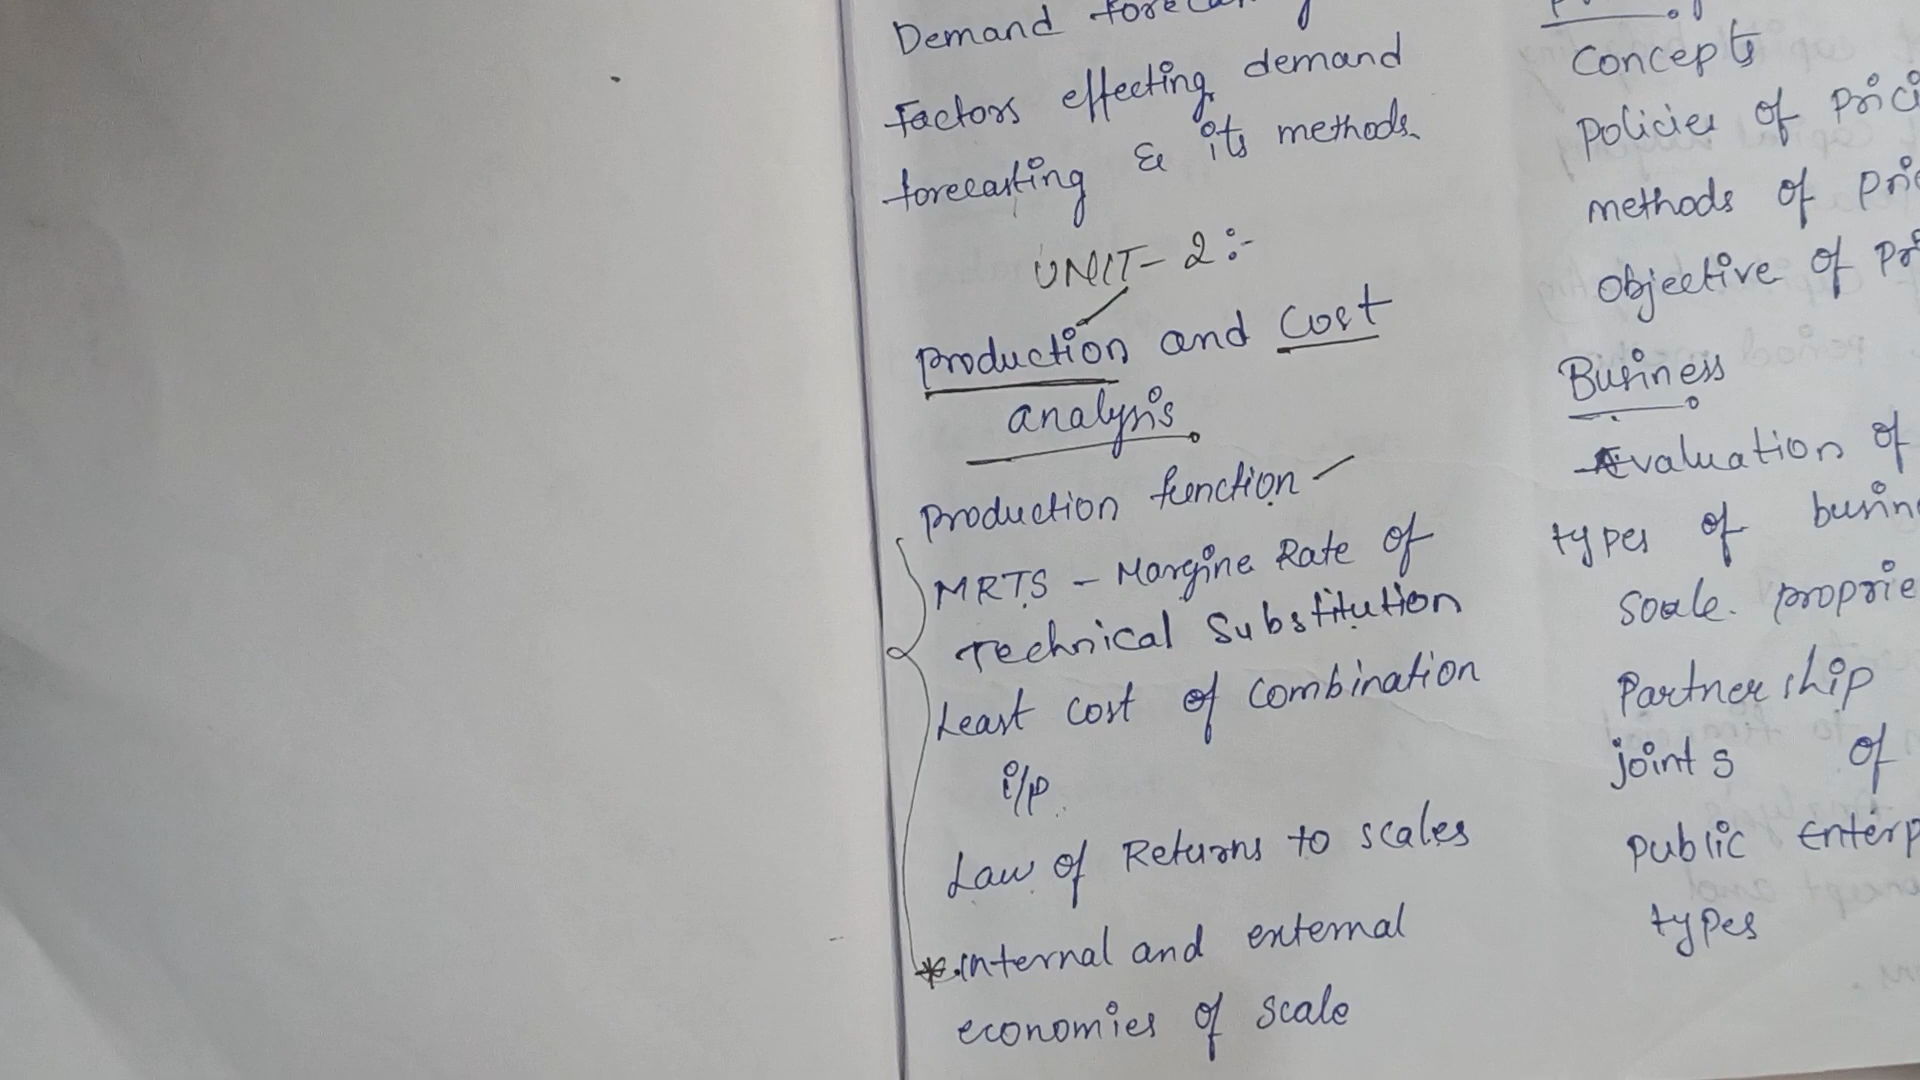 Demand
Factors effecting demand
forecasting & its methods.
UNIT- 2 :-
production and Cost
analysis.
production function
MRTS - Margine Rate of
Technical Substitution
Least cost of combination
i/p.
Law of Returns to scales
*.internal and external
economies of scale
Concepts
policies of
methods of
objective of
Business
Evaluation of
types of
Soale.
Partnership
joint s of
public
types